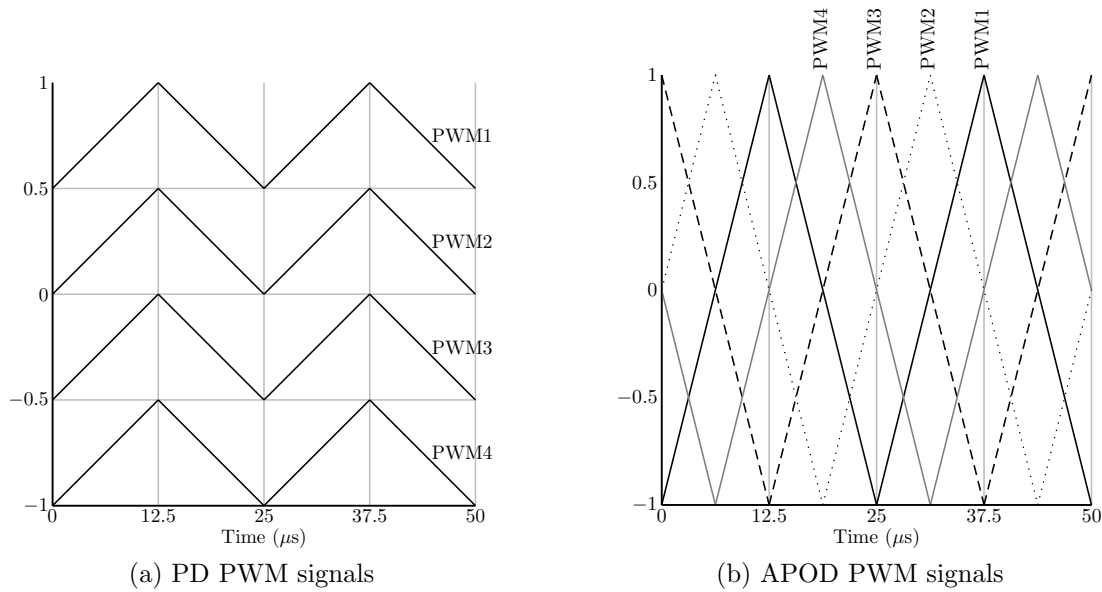 1
0.5
0
−0.5
−1
PWM1
PWM2
PWM3
PWM4
0 12.5 25 37.5 50
Time (μs)
(a) PD PWM signals
PWM4 PWM3 PWM2 PWM1
1
0.5
0
−0.5
−1
0 12.5 25 37.5 50
Time (μs)
(b) APOD PWM signals